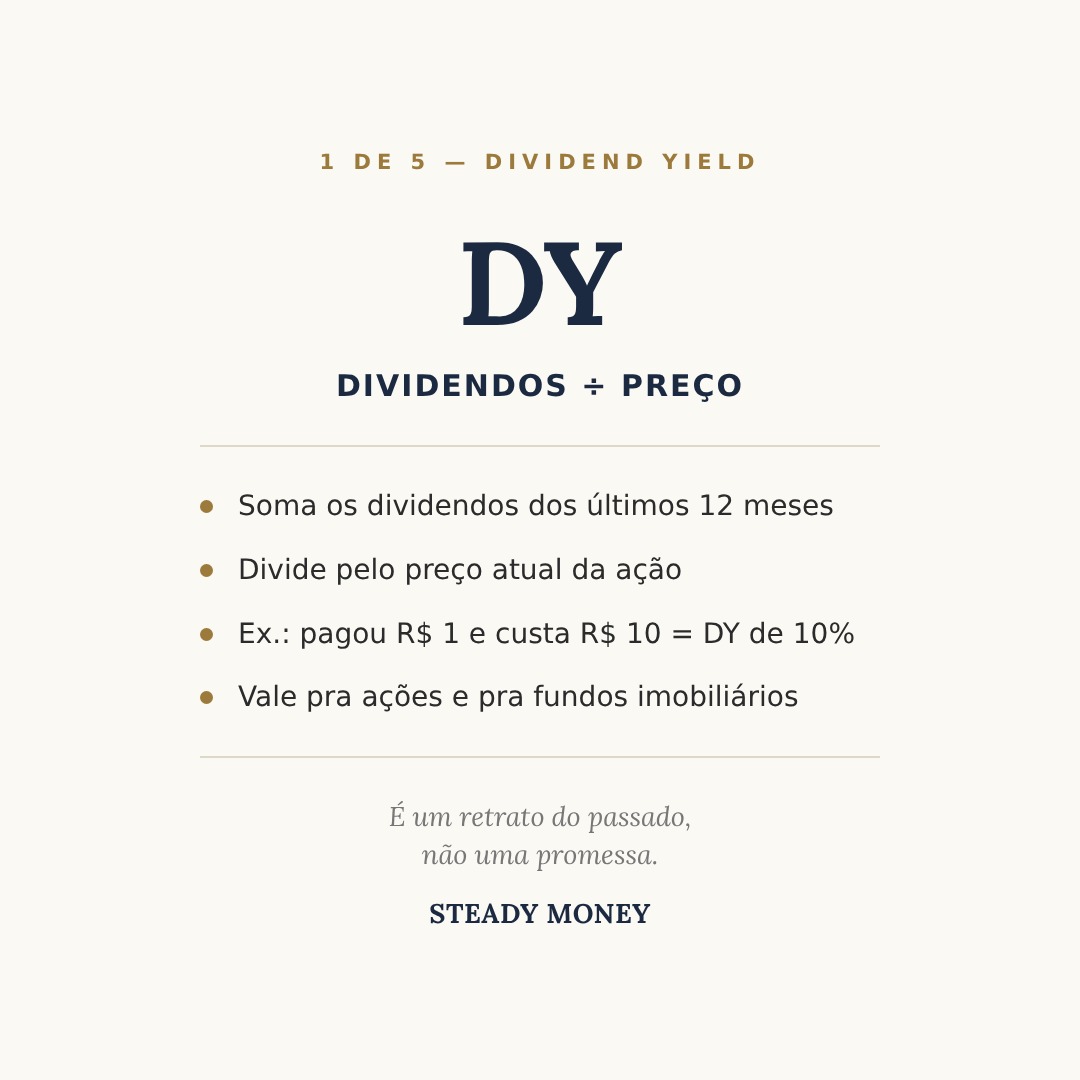 1 DE 5 — DIVIDEND YIELD
DY
DIVIDENDOS ÷ PREÇO
• Soma os dividendos dos últimos 12 meses
• Divide pelo preço atual da ação
• Ex.: pagou R$ 1 e custa R$ 10 = DY de 10%
• Vale pra ações e pra fundos imobiliários
É um retrato do passado,
não uma promessa.
STEADY MONEY